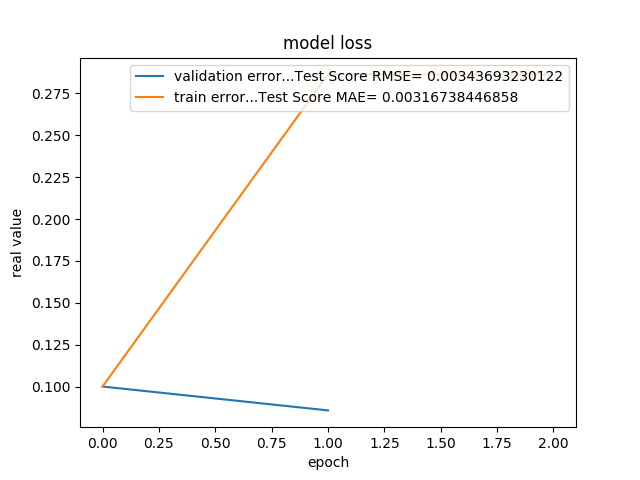 model loss
validation error...Test Score RMSE= 0.00343693230122
train error...Test Score MAE= 0.00316738446858
0.275
0.250
0.225
0.200
0.175
0.150
0.125
0.100
real value
0.00 0.25 0.50 0.75 1.00 1.25 1.50 1.75 2.00
epoch